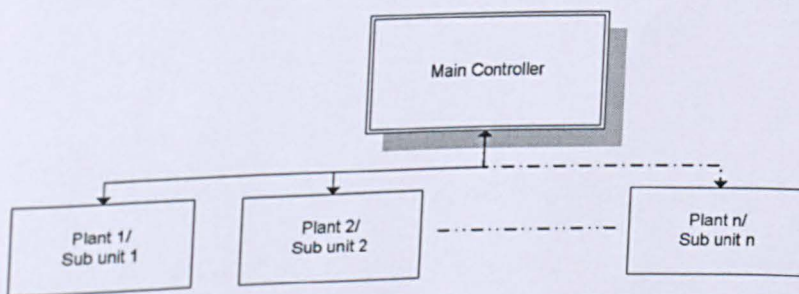 Main Controller
Plant 1/
Sub unit 1
Plant 2/
Sub unit 2
Plant n/
Sub unit n